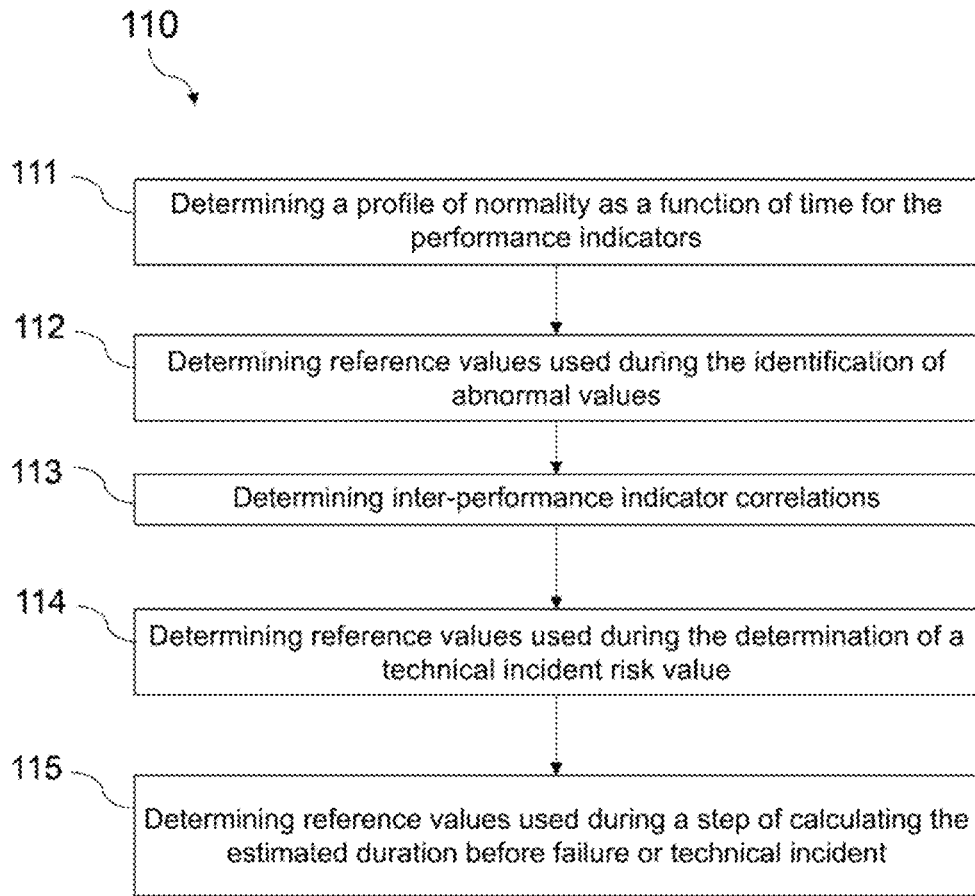 110
111
Determining a profile of normality as a function of time for the
performance indicators
112
Determining reference values used during the identification of
abnormal values
113
Determining inter-performance indicator correlations
114
Determining reference values used during the determination of a
technical incident risk value
115
Determining reference values used during a step of calculating the
estimated duration before failure or technical incident